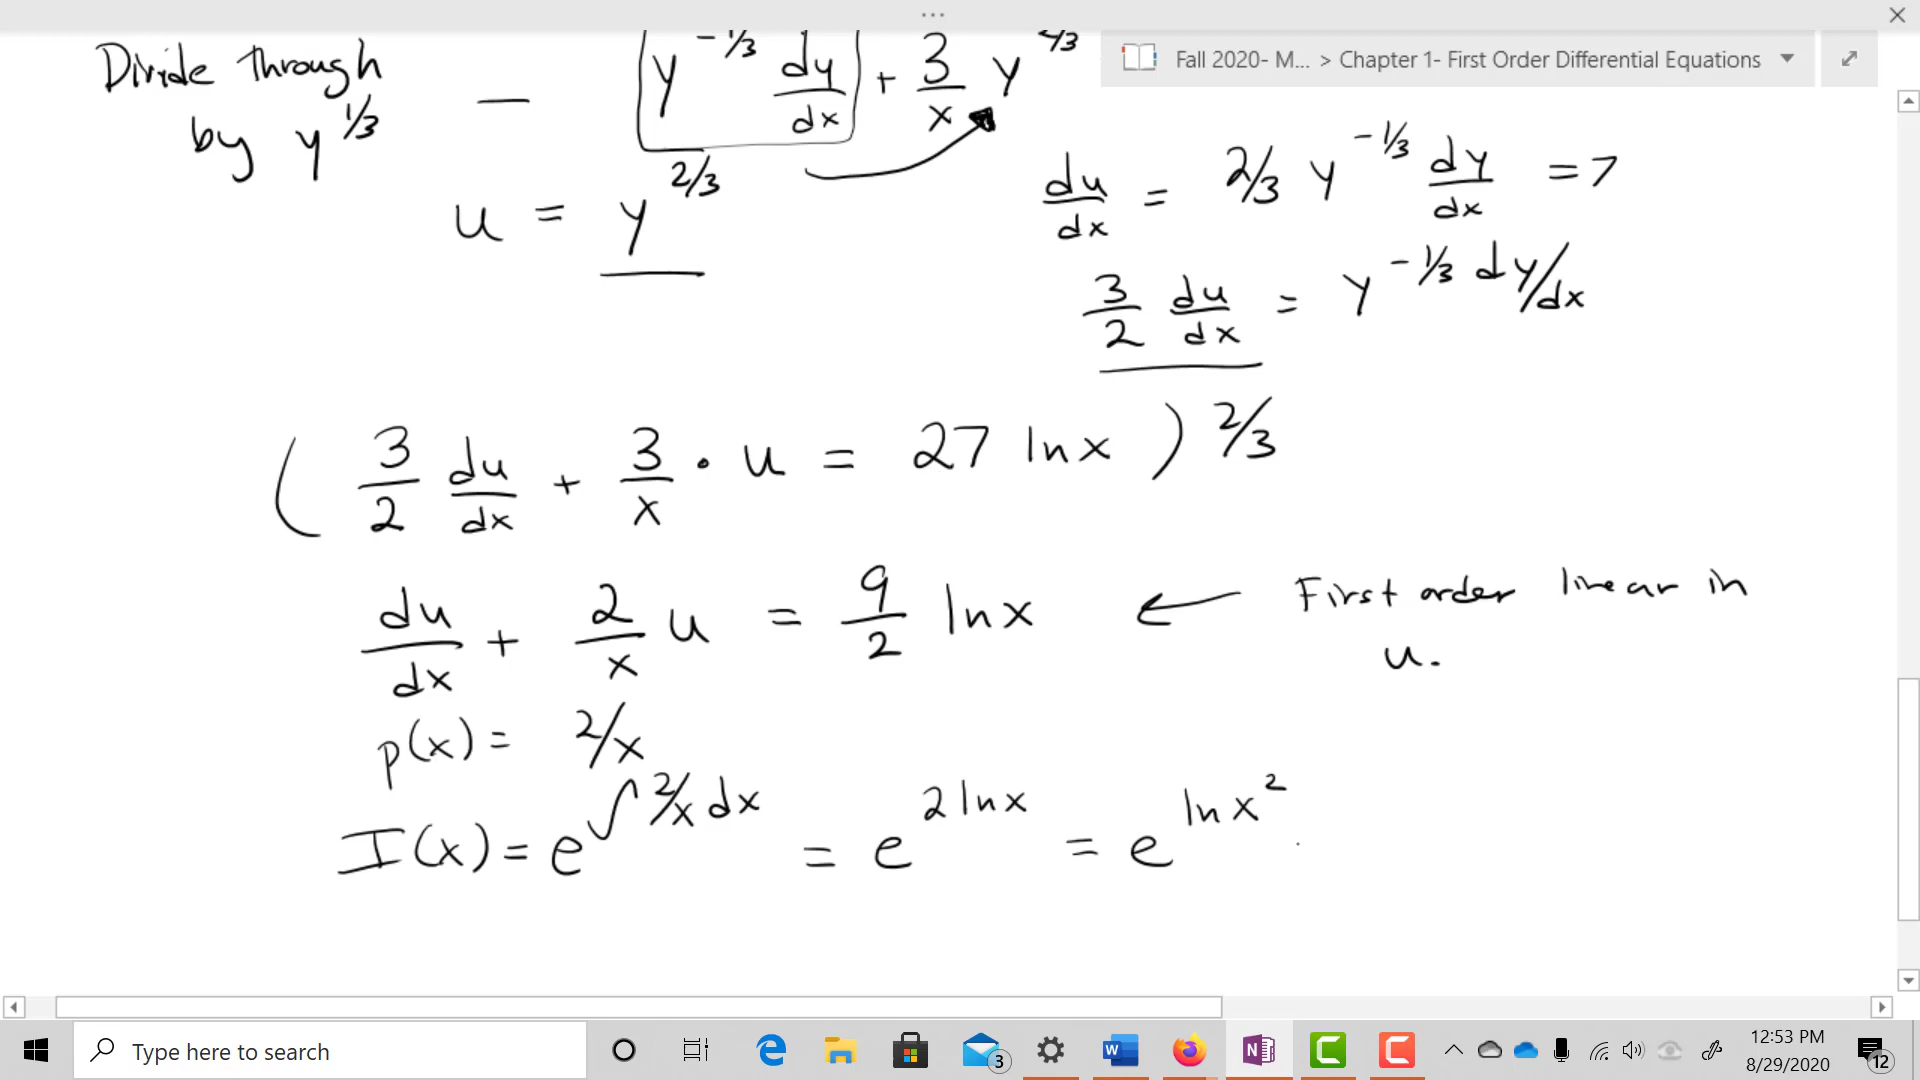 ...
Fall 2020- M... > Chapter 1- First Order Differential Equations
Divide through by y^{1/3} — y^{-1/3} dy/dx + 3/x y^{2/3}
u = y^{2/3}
du/dx = 2/3 y^{-1/3} dy/dx =>
3/2 du/dx = y^{-1/3} dy/dx
( 3/2 du/dx + 3/x · u = 27 ln x ) 2/3
du/dx + 2/x u = 9/2 ln x ← First order linear in u.
p(x) = 2/x
I(x) = e^{∫ 2/x dx} = e^{2 ln x} = e^{ln x^2}
Type here to search
3
12:53 PM
8/29/2020
12